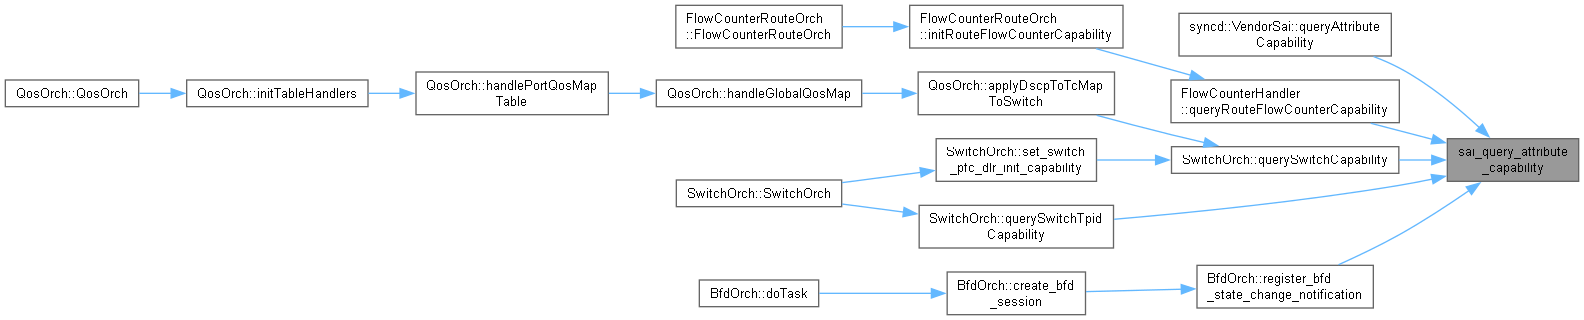 FlowCounterRouteOrch
::FlowCounterRouteOrch
FlowCounterRouteOrch
::initRouteFlowCounterCapability
syncd::VendorSai::queryAttribute
Capability
QosOrch::QosOrch
QosOrch::initTableHandlers
QosOrch::handlePortQosMap
Table
QosOrch::handleGlobalQosMap
QosOrch::applyDscpToTcMap
ToSwitch
FlowCounterHandler
::queryRouteFlowCounterCapability
SwitchOrch::set_switch
_pfc_dlr_init_capability
SwitchOrch::querySwitchCapability
sai_query_attribute
_capability
SwitchOrch::SwitchOrch
SwitchOrch::querySwitchTpid
Capability
BfdOrch::doTask
BfdOrch::create_bfd
_session
BfdOrch::register_bfd
_state_change_notification